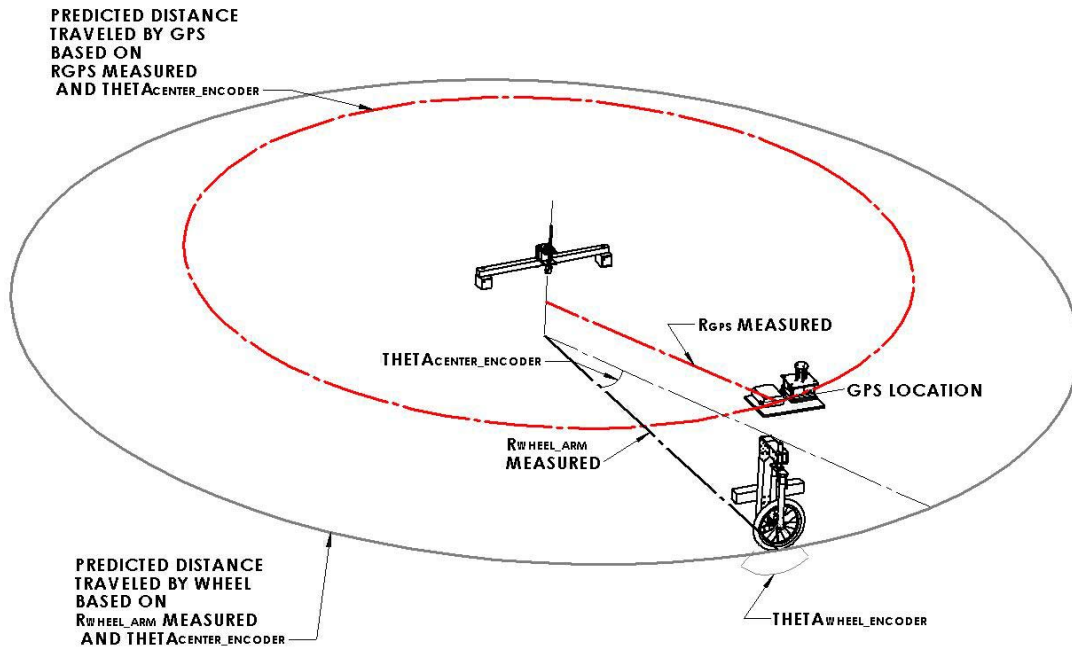 PREDICTED DISTANCE
TRAVELED BY GPS
BASED ON
RGPS MEASURED
AND THETACENTER_ENCODER
RGPS MEASURED
THETACENTER_ENCODER
GPS LOCATION
RWHEEL_ARM
MEASURED
PREDICTED DISTANCE
TRAVELED BY WHEEL
BASED ON
RWHEEL_ARM MEASURED
AND THETACENTER_ENCODER
THETAWHEEL_ENCODER